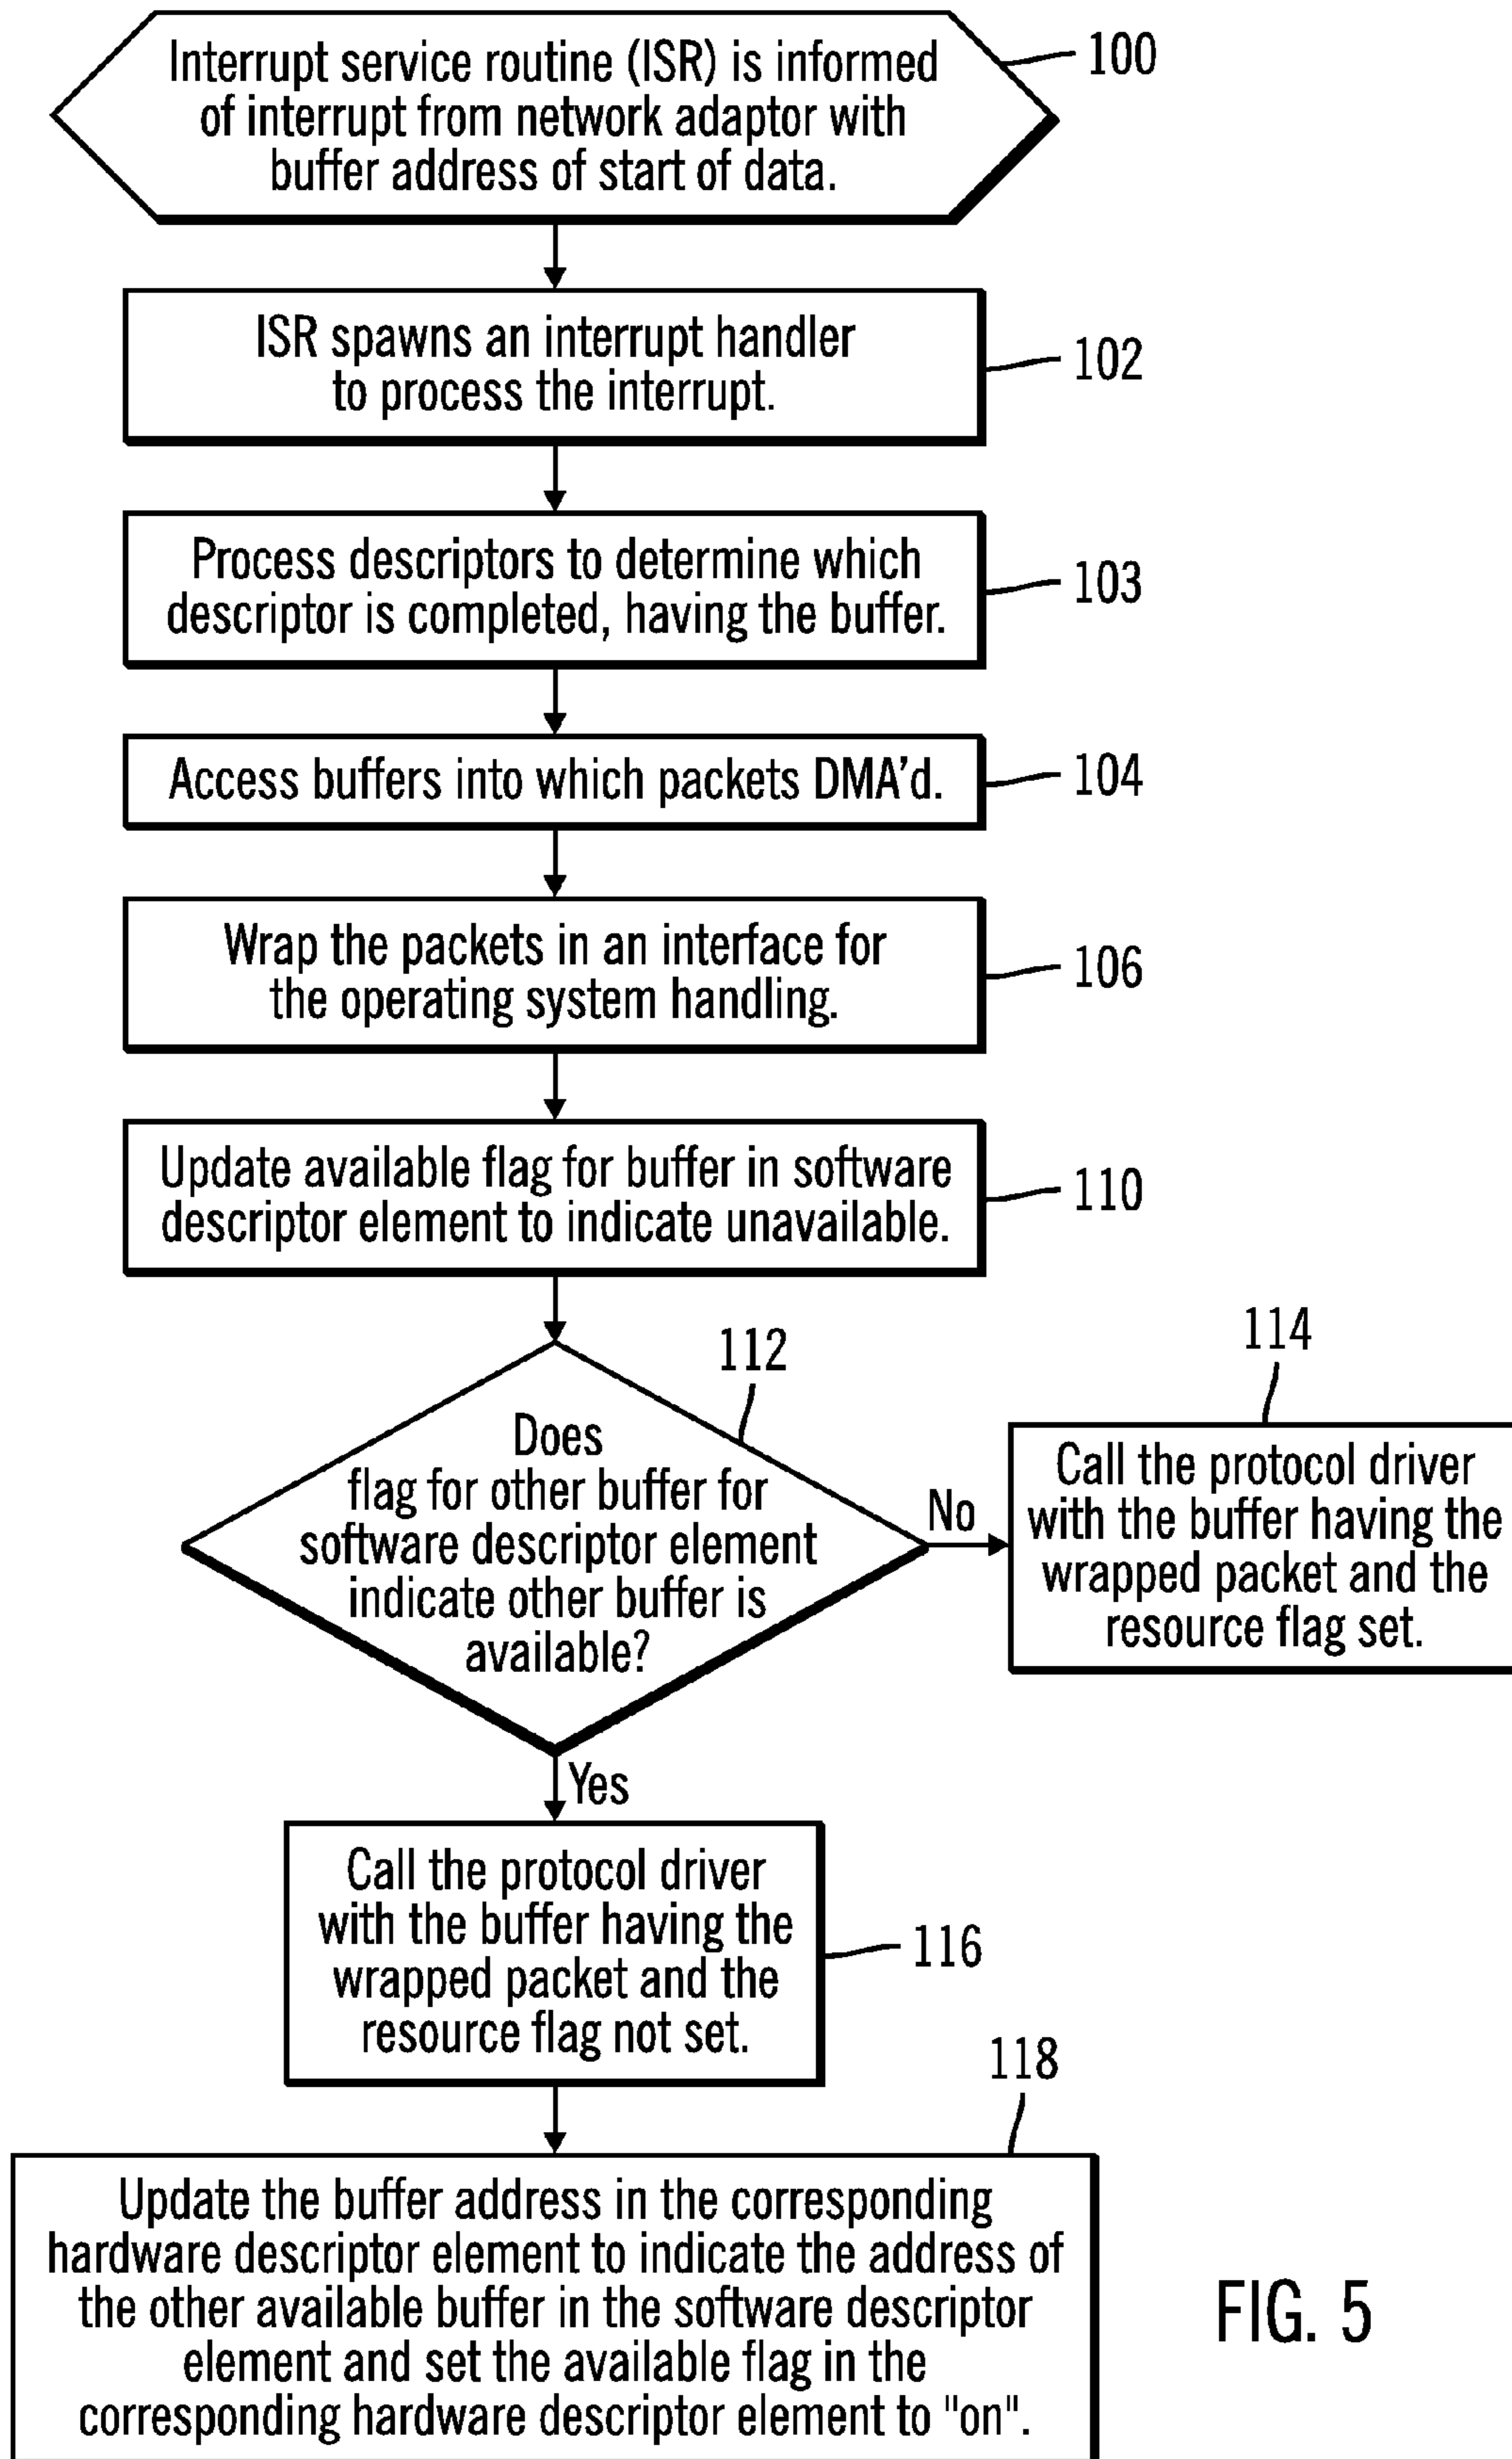 Interrupt service routine (ISR) is informed
of interrupt from network adaptor with
buffer address of start of data.
100
ISR spawns an interrupt handler
to process the interrupt.
102
Process descriptors to determine which
descriptor is completed, having the buffer.
103
Access buffers into which packets DMA'd.
104
Wrap the packets in an interface for
the operating system handling.
106
Update available flag for buffer in software
descriptor element to indicate unavailable.
110
112
Does
flag for other buffer for
software descriptor element
indicate other buffer is
available?
No
114
Call the protocol driver
with the buffer having the
wrapped packet and the
resource flag set.
Yes
Call the protocol driver
with the buffer having the
wrapped packet and the
resource flag not set.
116
118
Update the buffer address in the corresponding
hardware descriptor element to indicate the address of
the other available buffer in the software descriptor
element and set the available flag in the
corresponding hardware descriptor element to "on".
FIG. 5